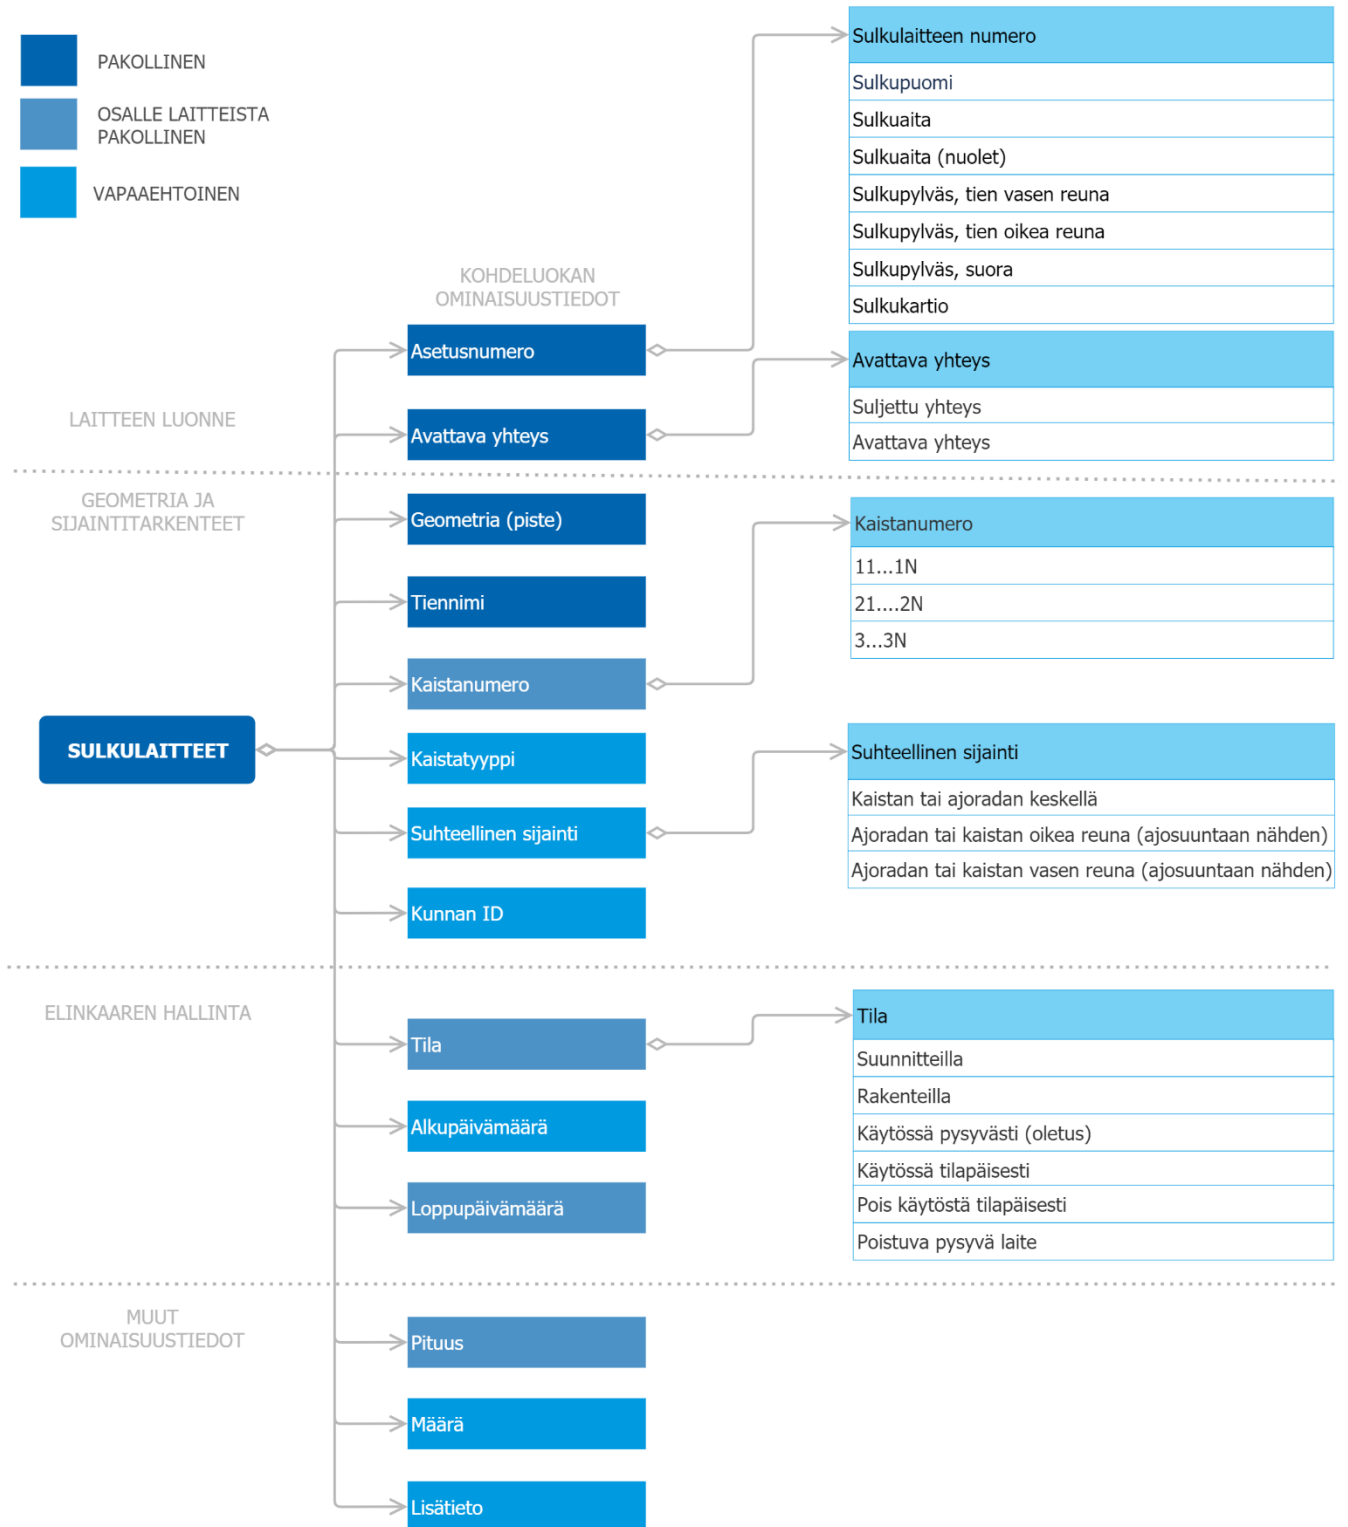 PAKOLLINEN
OSALLE LAITTEISTA
PAKOLLINEN
VAPAAEHTOINEN
KOHDELUOKAN
OMINAISUUSTIEDOT
LAITTEEN LUONNE
Asetusnumero
Avattava yhteys
Sulkulaitteen numero
Sulkupuomi
Sulkuaita
Sulkuaita (nuolet)
Sulkupylväs, tien vasen reuna
Sulkupylväs, tien oikea reuna
Sulkupylväs, suora
Sulkukartio
Avattava yhteys
Suljettu yhteys
Avattava yhteys
GEOMETRIA JA
SIJAINTITARKENTEET
SULKULAITTEET
Geometria (piste)
Tiennimi
Kaistanumero
Kaistatyyppi
Suhteellinen sijainti
Kunnan ID
Kaistanumero
11...1N
21....2N
3...3N
Suhteellinen sijainti
Kaistan tai ajoradan keskellä
Ajoradan tai kaistan oikea reuna (ajosuuntaan nähden)
Ajoradan tai kaistan vasen reuna (ajosuuntaan nähden)
ELINKAAREN HALLINTA
Tila
Alkupäivämäärä
Loppupäivämäärä
Tila
Suunnitteilla
Rakenteilla
Käytössä pysyvästi (oletus)
Käytössä tilapäisesti
Pois käytöstä tilapäisesti
Poistuva pysyvä laite
MUUT
OMINAISUUSTIEDOT
Pituus
Määrä
Lisätieto